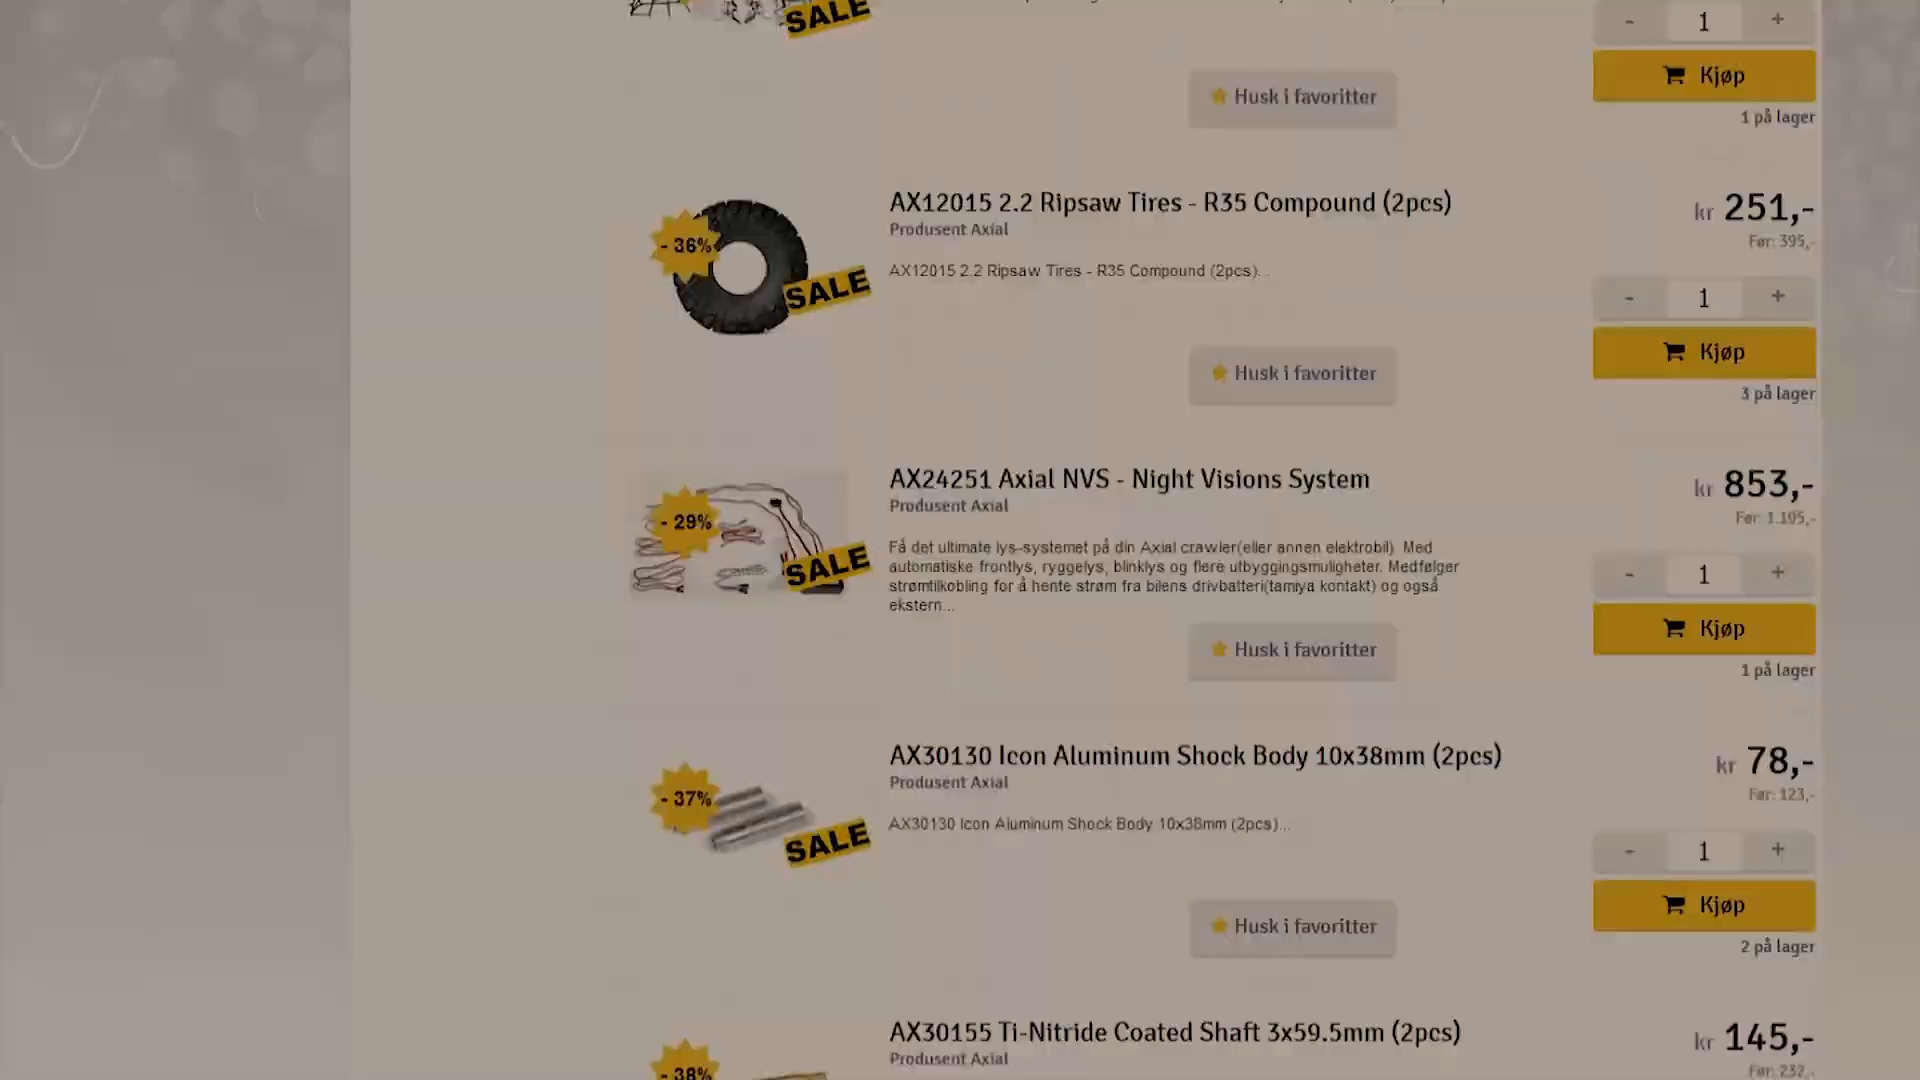 SALE
- 1 +
Kjøp
Husk i favoritter
1 på lager
AX12015 2.2 Ripsaw Tires - R35 Compound (2pcs)
Produsent Axial
AX12015 2.2 Ripsaw Tires - R35 Compound (2pcs)...
- 36%
SALE
kr 251,-
Før: 395,-
- 1 +
Kjøp
Husk i favoritter
3 på lager
AX24251 Axial NVS - Night Visions System
Produsent Axial
Få det ultimate lys-systemet på din Axial crawler(eller annen elektrobil). Med
automatiske frontlys, ryggelys, blinklys og flere utbyggingsmuligheter. Medfølger
strømtilkobling for å hente strøm fra bilens drivbatteri(tamiya kontakt) og også
ekstern...
- 29%
SALE
kr 853,-
Før: 1.195,-
- 1 +
Kjøp
Husk i favoritter
1 på lager
AX30130 Icon Aluminum Shock Body 10x38mm (2pcs)
Produsent Axial
AX30130 Icon Aluminum Shock Body 10x38mm (2pcs)...
- 37%
SALE
kr 78,-
Før: 123,-
- 1 +
Kjøp
Husk i favoritter
2 på lager
AX30155 Ti-Nitride Coated Shaft 3x59.5mm (2pcs)
Produsent Axial
- 38%
kr 145,-
Før: 232,-